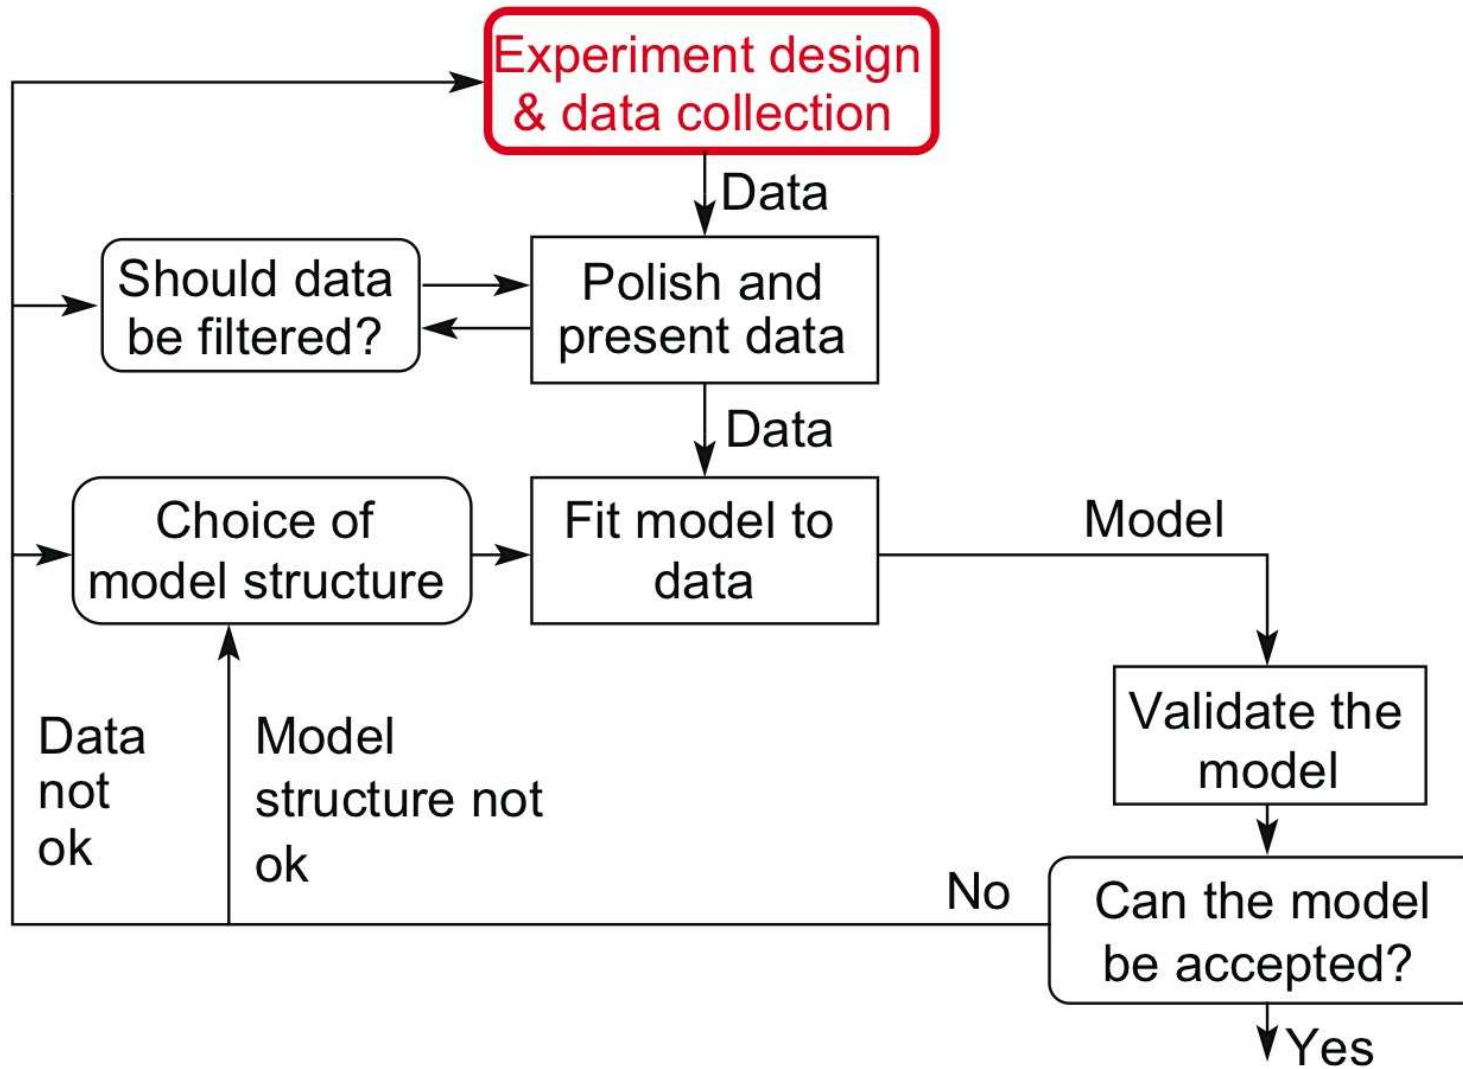 Experiment design
& data collection
Data
Should data
be filtered?
Polish and
present data
Data
Choice of
model structure
Fit model to
data
Model
Data
not
ok
Model
structure not
ok
Validate the
model
No
Can the model
be accepted?
Yes